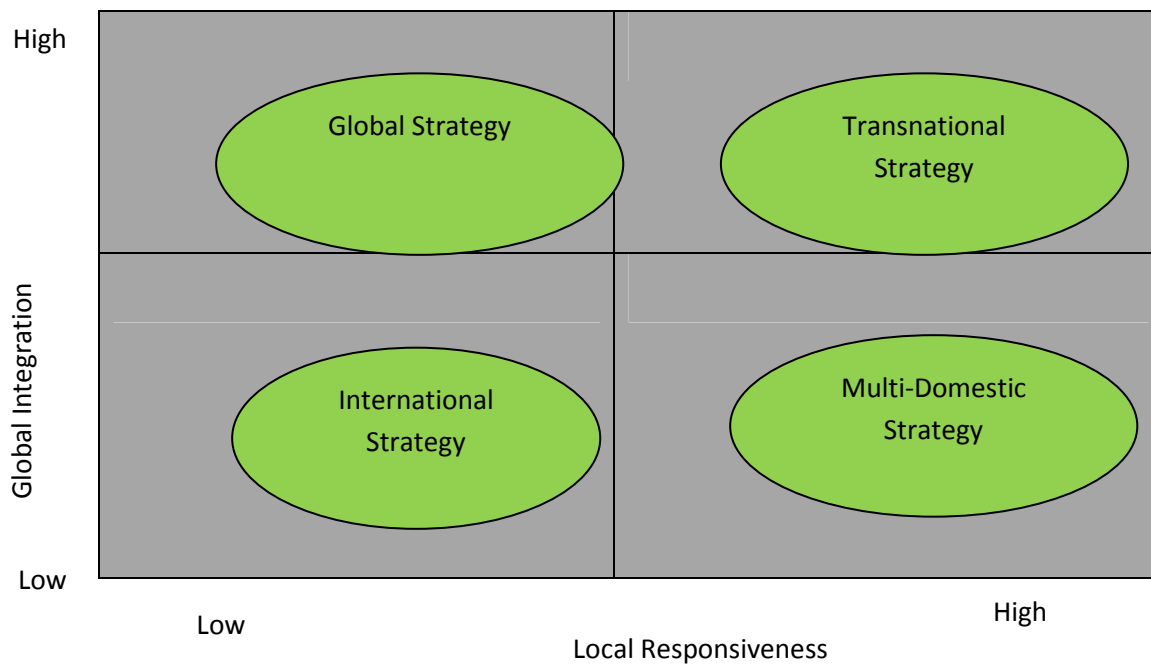 High
Global Strategy
Transnational
Strategy
Global Integration
International
Strategy
Multi-Domestic
Strategy
Low
Low
High
Local Responsiveness